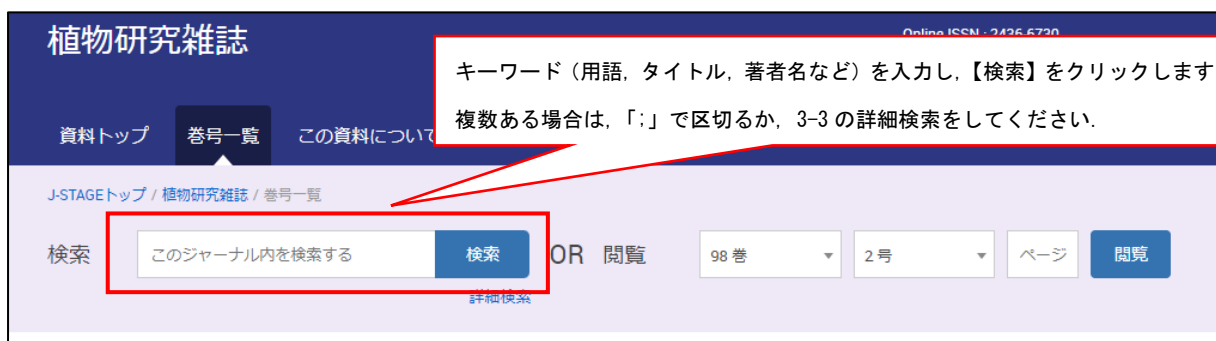 植物研究雑誌
Online ISSN : 2436-6730
キーワード（用語，タイトル，著者名など）を入力し，【検索】をクリックします
複数ある場合は，「；」で区切るか，3-3 の詳細検索をしてください．
資料トップ 巻号一覧 この資料について
J-STAGEトップ / 植物研究雑誌 / 巻号一覧
検索 このジャーナル内を検索する 検索 OR 閲覧 98 巻 2 号 ページ 閲覧
詳細検索